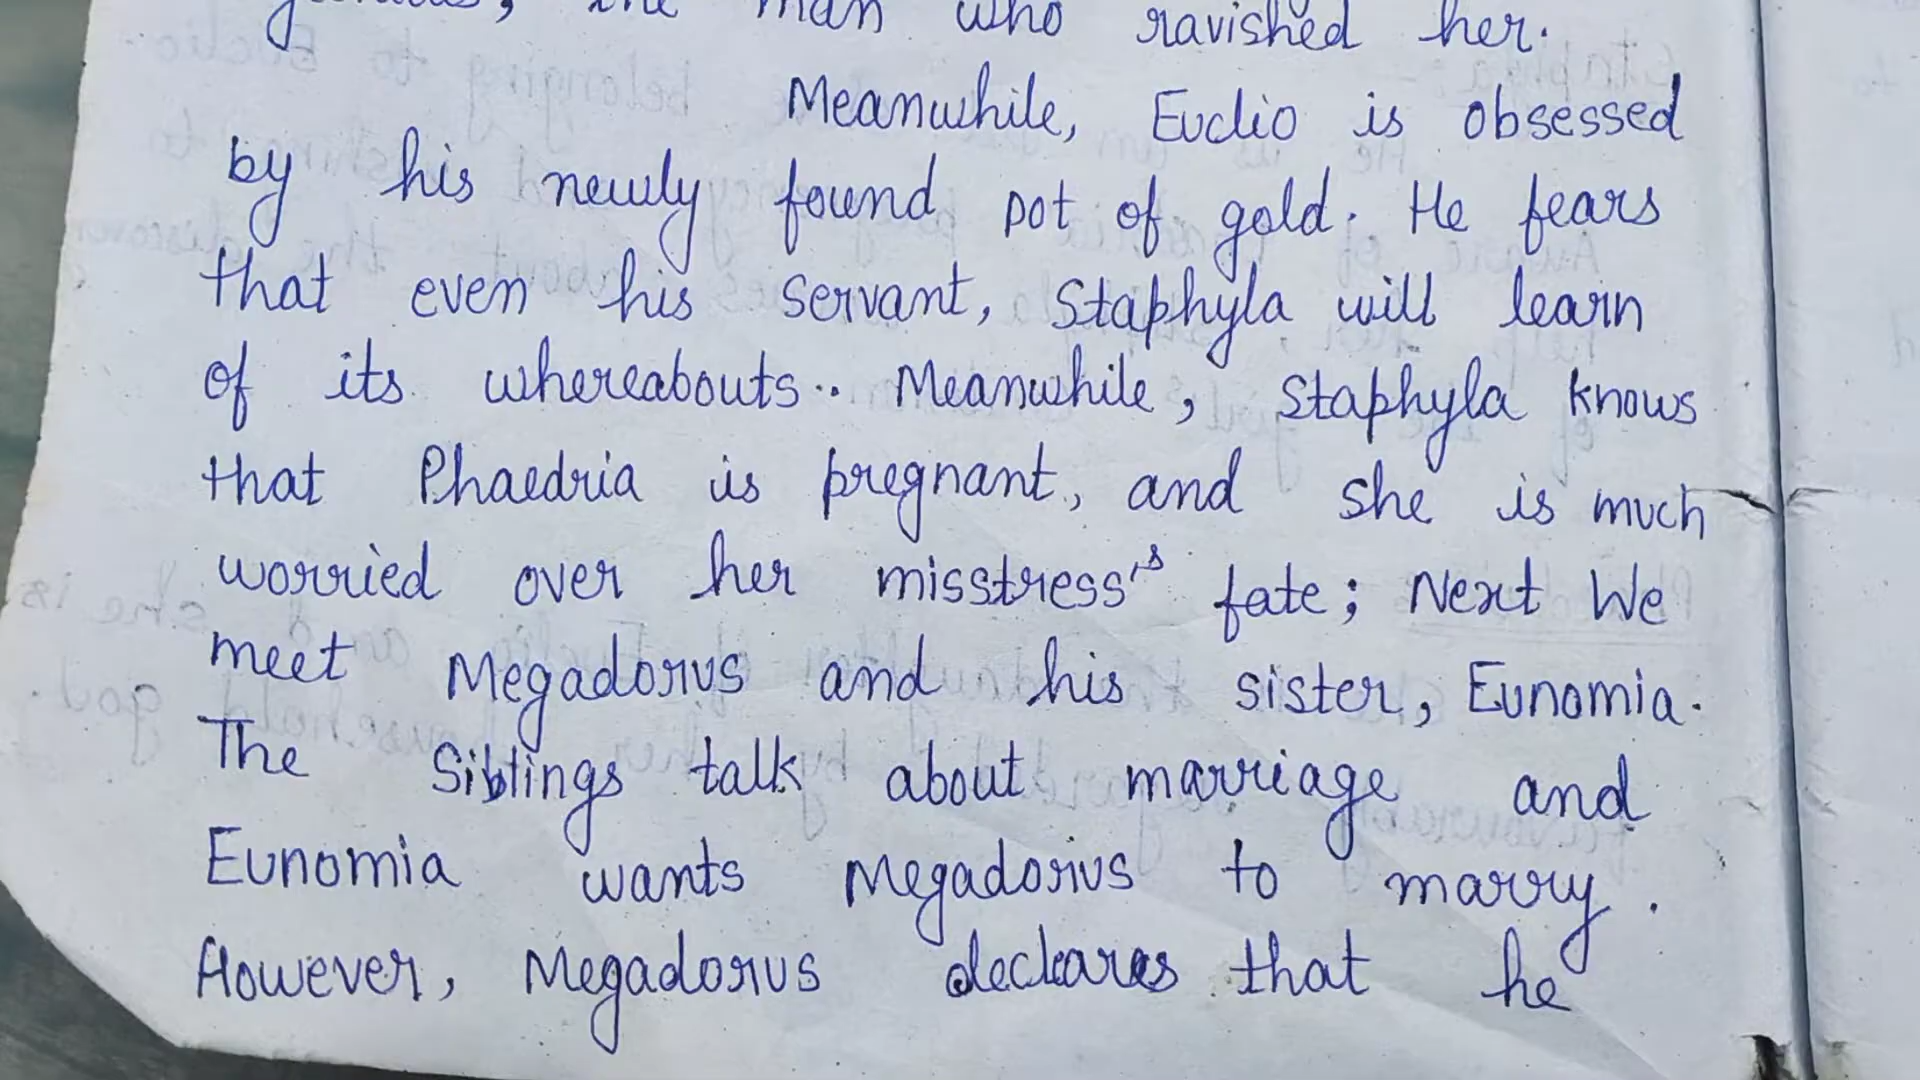 the man who ravished her.
Meanwhile, Euclio is obsessed
by his newly found pot of gold. He fears
that even his servant, Staphyla will learn
of its whereabouts.. Meanwhile, Staphyla knows
that Phaedria is pregnant, and she is much
worried over her misstress's fate; Next We
meet Megadorus and his sister, Eunomia.
The Siblings talk about marriage and
Eunomia wants Megadorus to marry.
However, Megadorus declares that he